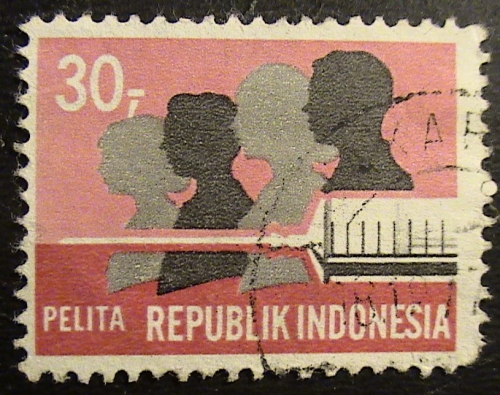 30,-
PELITA REPUBLIK INDONESIA